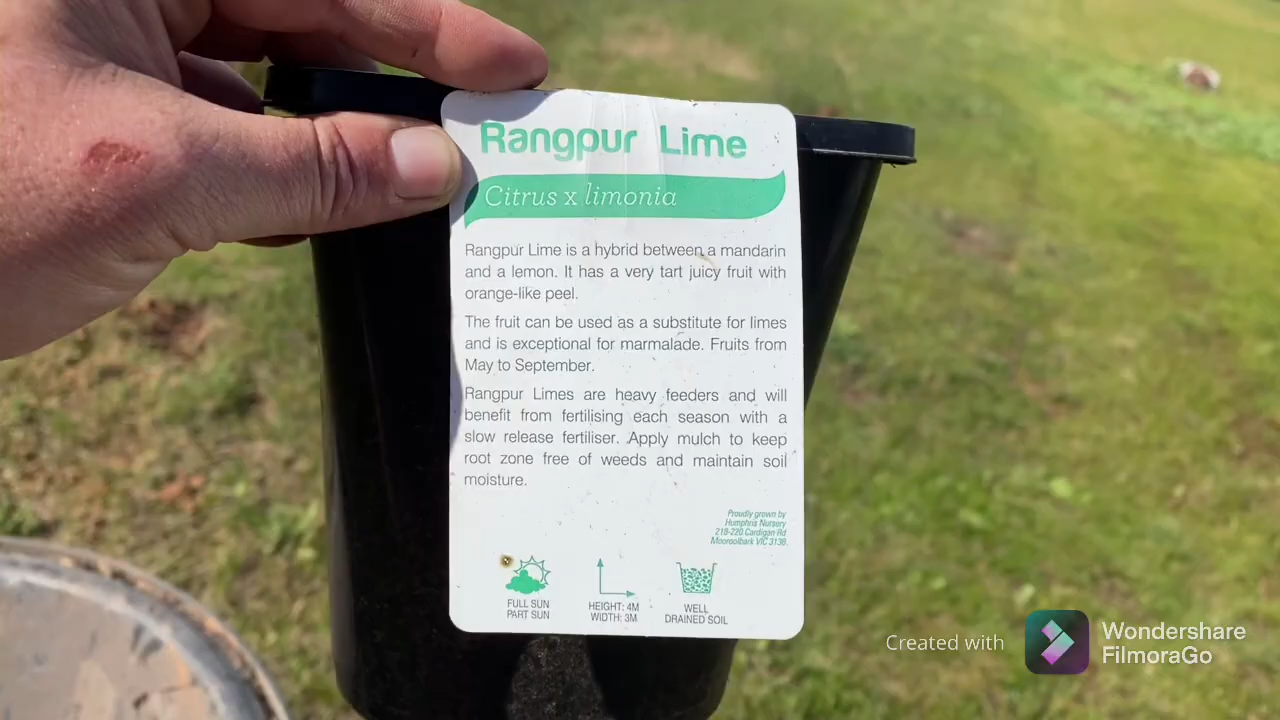 Rangpur Lime
Citrus x limonia
Rangpur Lime is a hybrid between a mandarin
and a lemon. It has a very tart juicy fruit with
orange-like peel.
The fruit can be used as a substitute for limes
and is exceptional for marmalade. Fruits from
May to September.
Rangpur Limes are heavy feeders and will
benefit from fertilising each season with a
slow release fertiliser. Apply mulch to keep
root zone free of weeds and maintain soil
moisture.
Proudly grown by
Humphris Nursery
218-220 Cardigan Rd
Mooroolbark VIC 3138
FULL SUN
PART SUN
HEIGHT: 4M
WIDTH: 3M
WELL
DRAINED SOIL
Created with
Wondershare
FilmoraGo